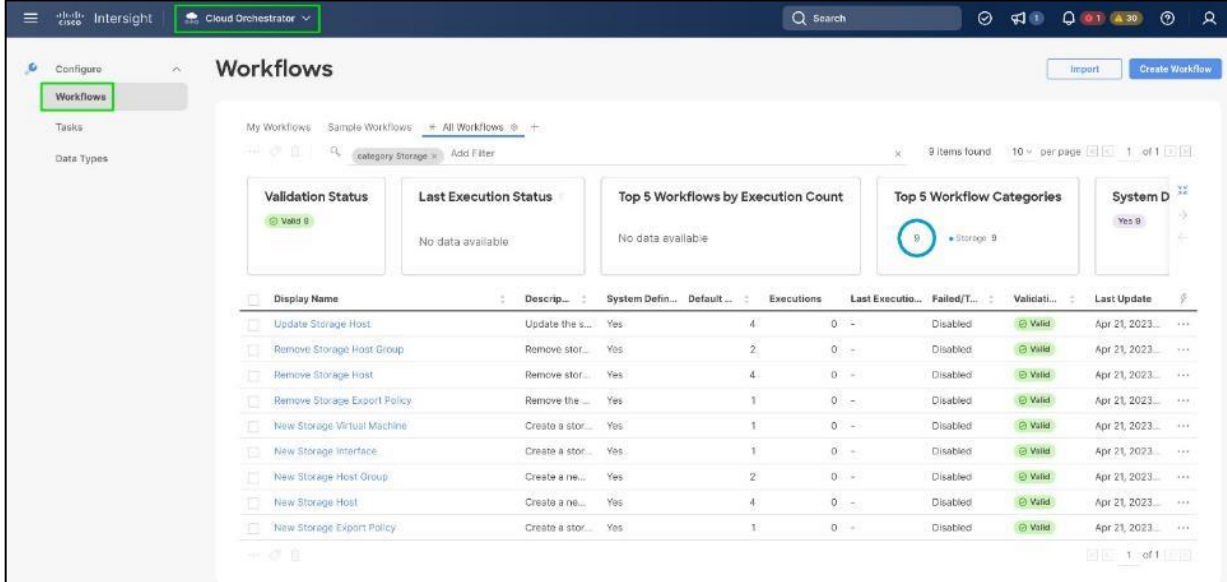 cisco Intersight Cloud Orchestrator Search 1 1 30
Configure
Workflows
Tasks
Data Types
Workflows
Import Create Workflow
My Workflows Sample Workflows All Workflows
category Storage × Add Filter × 9 items found 10 per page 1 of 1
Validation Status Last Execution Status Top 5 Workflows by Execution Count Top 5 Workflow Categories System D
Valid 9 No data available No data available 9 Storage 9 Yes 9
Display Name Descrip... System Defin... Default ... Executions Last Executio... Failed/T... Validati... Last Update
Update Storage Host Update the s... Yes 4 0 - Disabled Valid Apr 21, 2023... ...
Remove Storage Host Group Remove stor... Yes 2 0 - Disabled Valid Apr 21, 2023... ...
Remove Storage Host Remove stor... Yes 4 0 - Disabled Valid Apr 21, 2023... ...
Remove Storage Export Policy Remove the ... Yes 1 0 - Disabled Valid Apr 21, 2023... ...
New Storage Virtual Machine Create a stor... Yes 1 0 - Disabled Valid Apr 21, 2023... ...
New Storage Interface Create a stor... Yes 1 0 - Disabled Valid Apr 21, 2023... ...
New Storage Host Group Create a ne... Yes 2 0 - Disabled Valid Apr 21, 2023... ...
New Storage Host Create a ne... Yes 4 0 - Disabled Valid Apr 21, 2023... ...
New Storage Export Policy Create a stor... Yes 1 0 - Disabled Valid Apr 21, 2023... ...
1 of 1